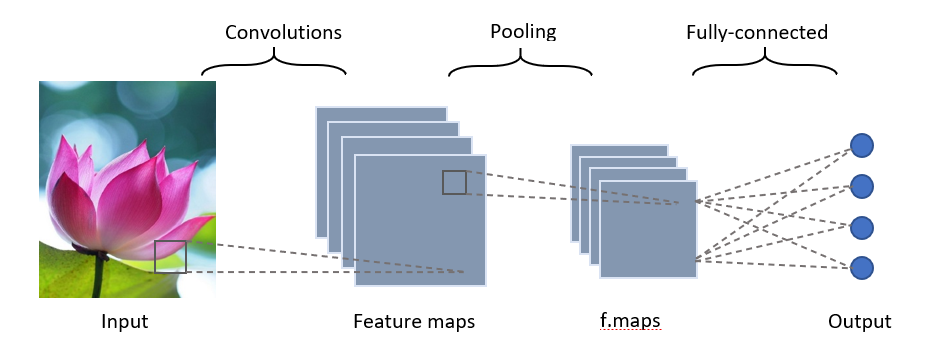 Convolutions
Pooling
Fully-connected
Input
Feature maps
f.maps
Output